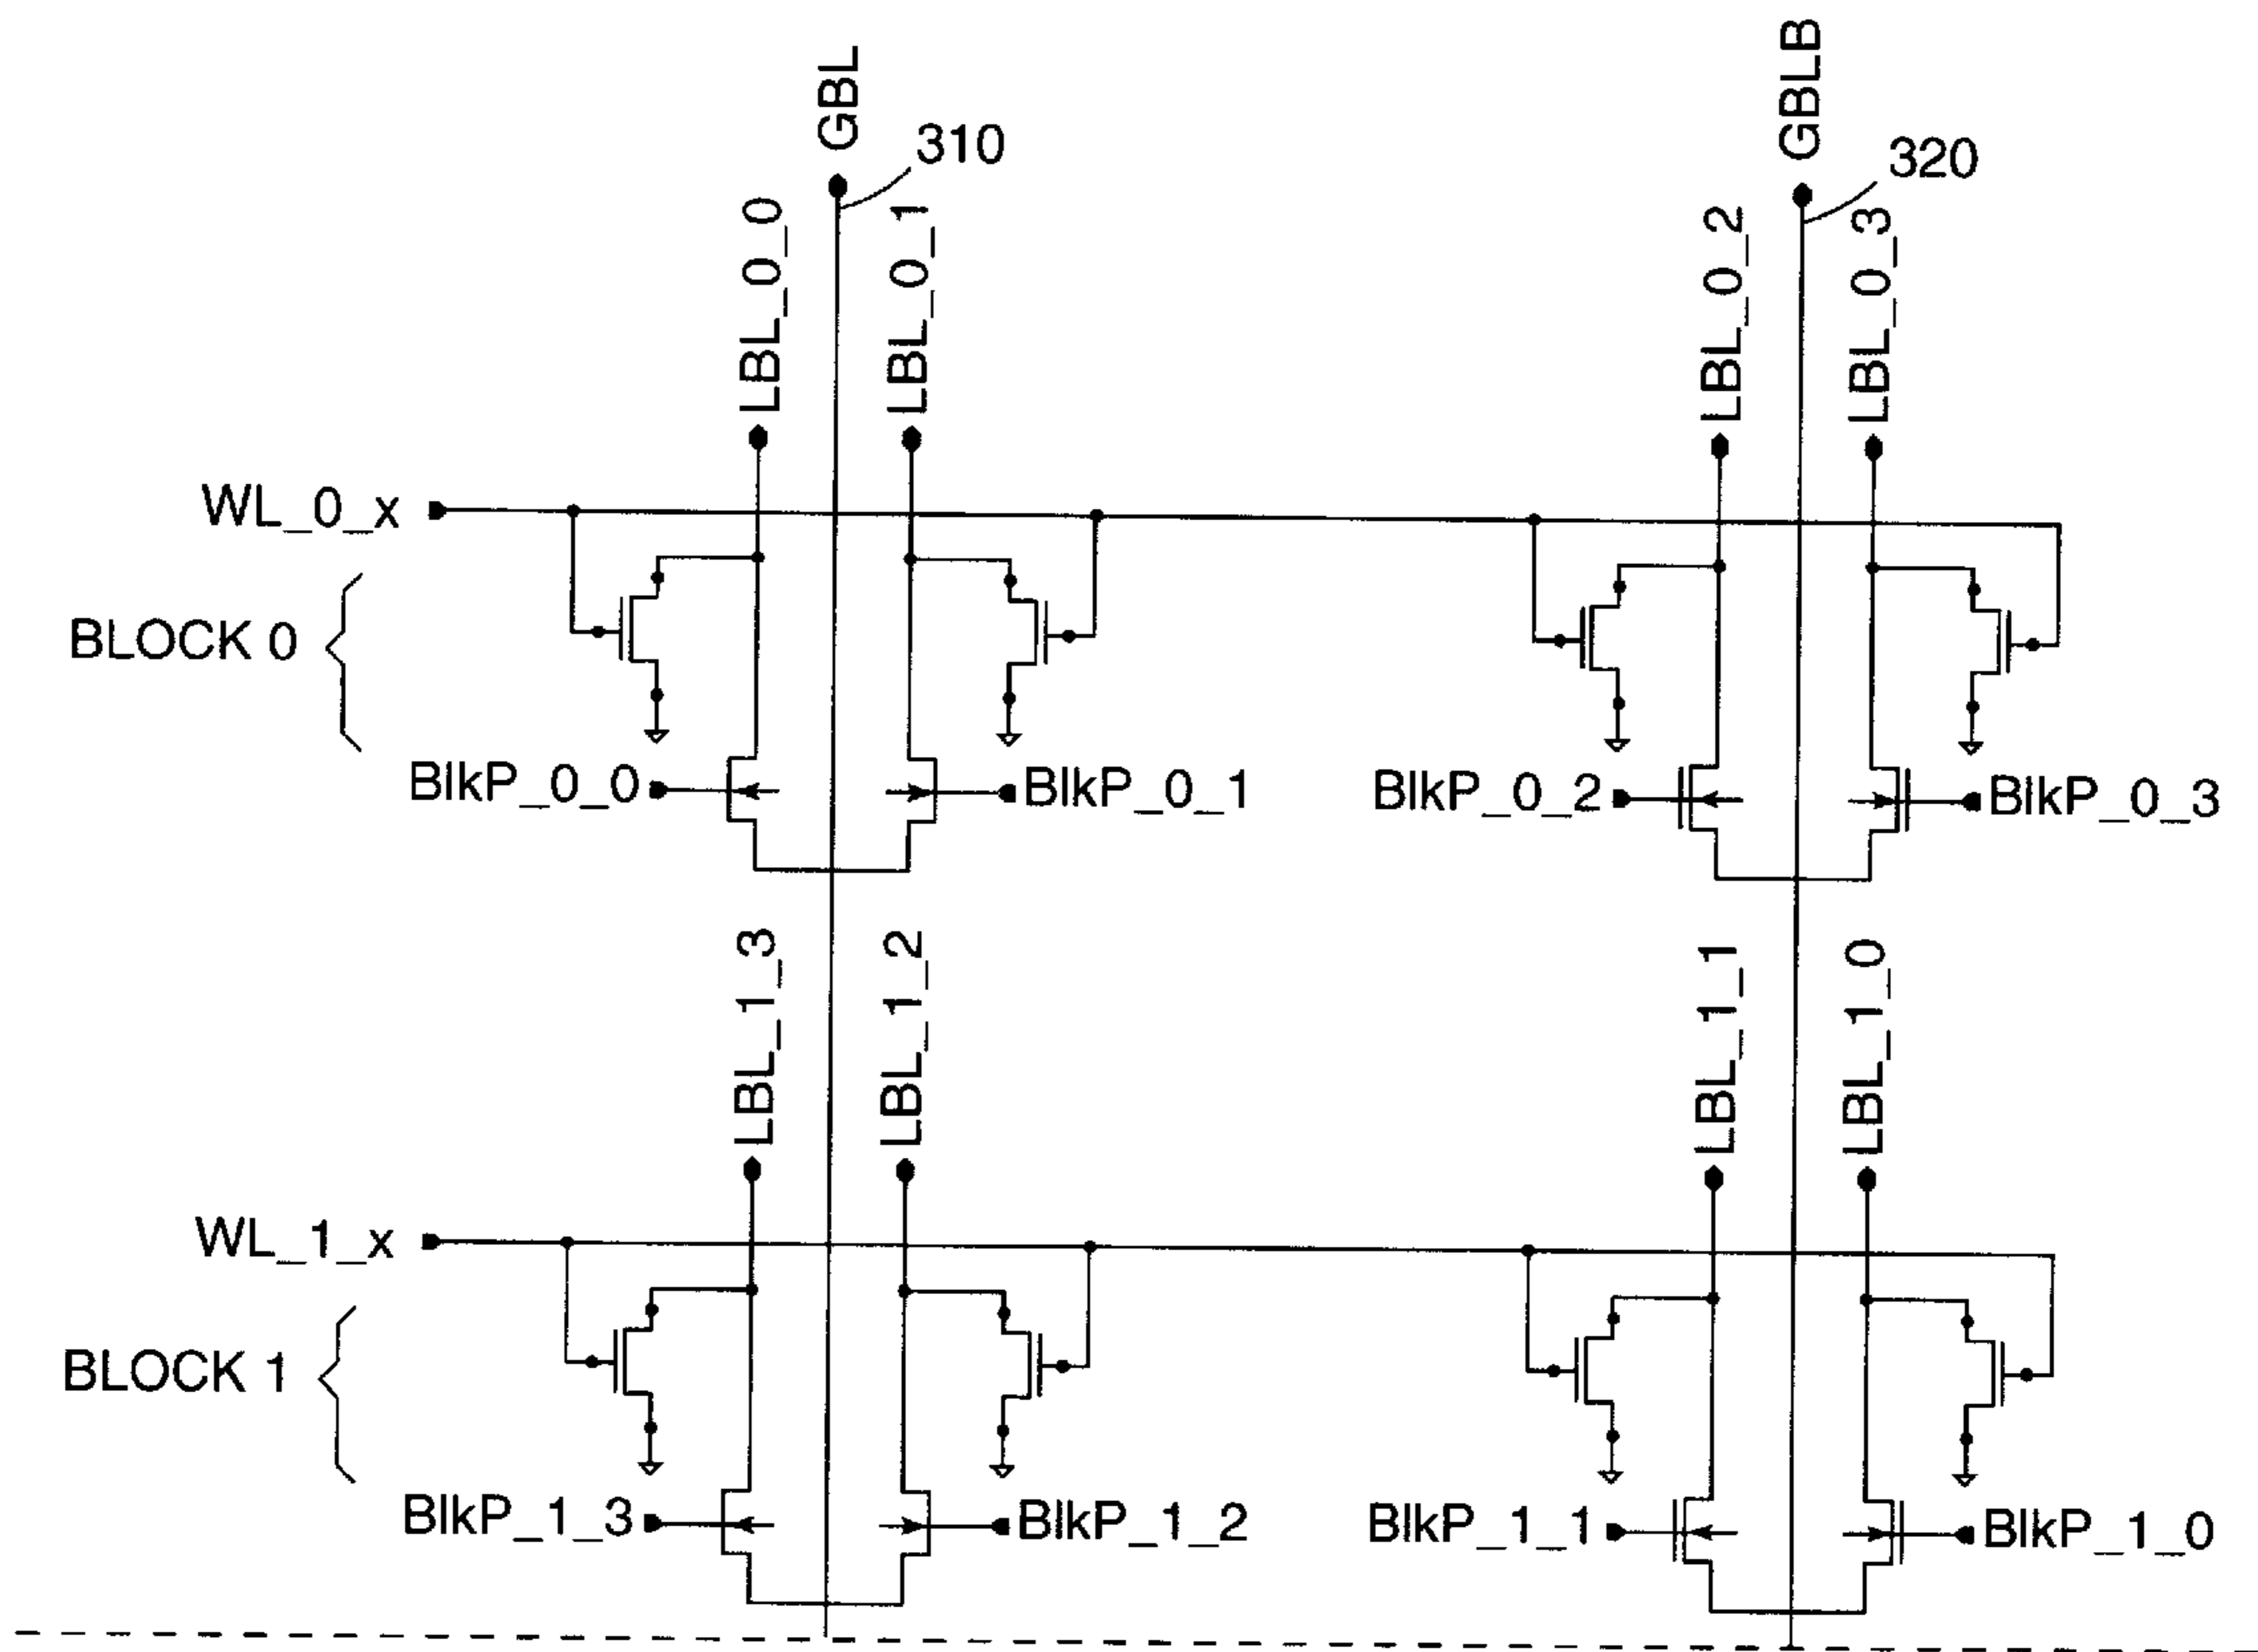 GBL
310
GBLB
320
LBL_0_0
LBL_0_1
LBL_0_2
LBL_0_3
WL_0_x
BLOCK 0
BlkP_0_0
BlkP_0_1
BlkP_0_2
BlkP_0_3
LBL_1_3
LBL_1_2
LBL_1_1
LBL_1_0
WL_1_x
BLOCK 1
BlkP_1_3
BlkP_1_2
BlkP_1_1
BlkP_1_0